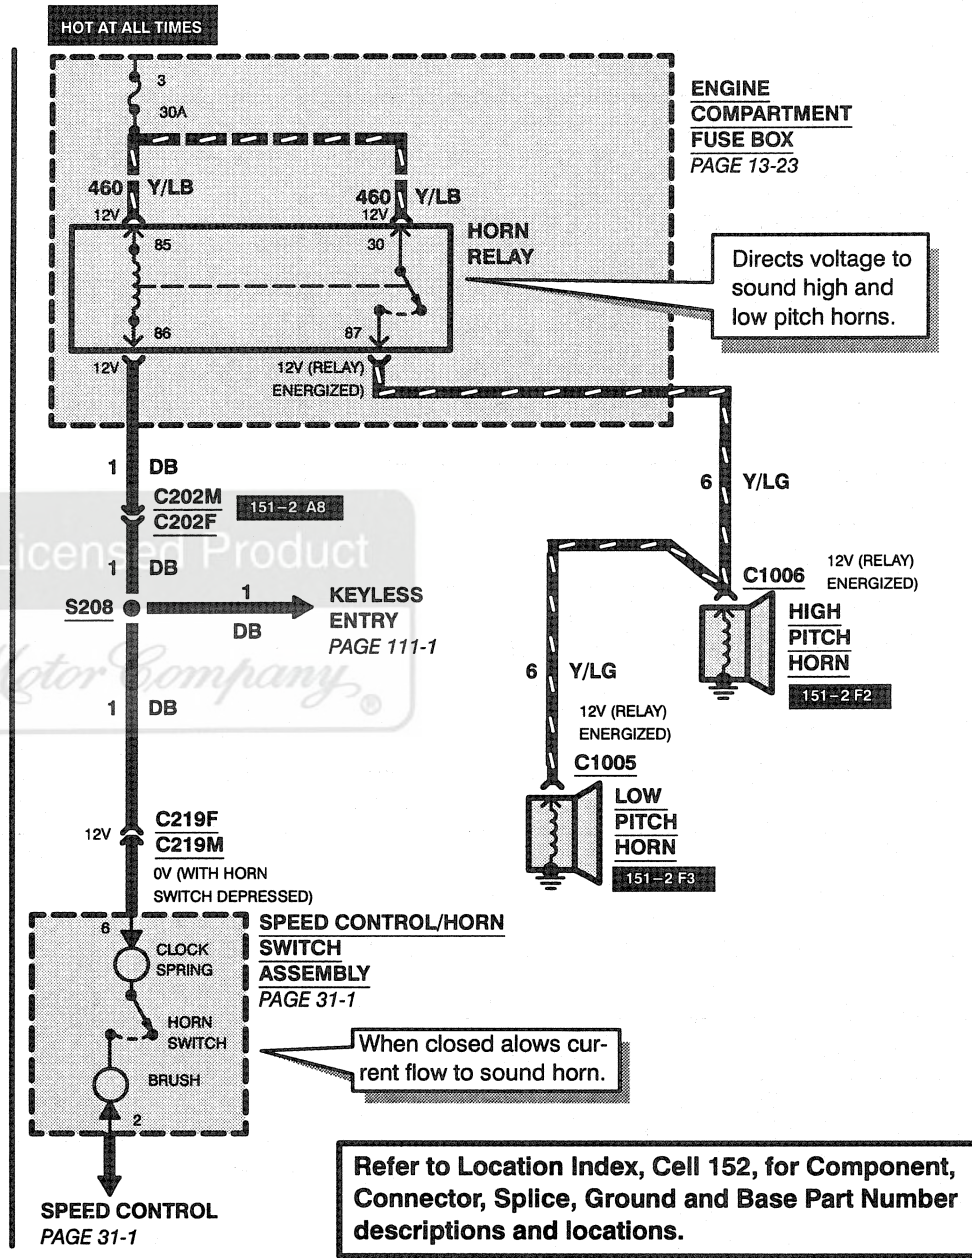 HOT AT ALL TIMES
3
30A
ENGINE
COMPARTMENT
FUSE BOX
PAGE 13-23
460 Y/LB
12V
460 Y/LB
12V
85
30
HORN
RELAY
Directs voltage to
sound high and
low pitch horns.
86
87
12V
12V (RELAY)
ENERGIZED)
1 DB
C202M
C202F
151-2 A8
6 Y/LG
Licensed Product
1 DB
S208
1
DB
KEYLESS
ENTRY
PAGE 111-1
C1006
12V (RELAY)
ENERGIZED)
HIGH
PITCH
HORN
151-2 F2
Motor Company®
1 DB
6 Y/LG
12V (RELAY)
ENERGIZED)
C1005
LOW
PITCH
HORN
151-2 F3
12V
C219F
C219M
0V (WITH HORN
SWITCH DEPRESSED)
6
CLOCK
SPRING
HORN
SWITCH
BRUSH
2
SPEED CONTROL/HORN
SWITCH
ASSEMBLY
PAGE 31-1
When closed alows cur-
rent flow to sound horn.
SPEED CONTROL
PAGE 31-1
Refer to Location Index, Cell 152, for Component,
Connector, Splice, Ground and Base Part Number
descriptions and locations.